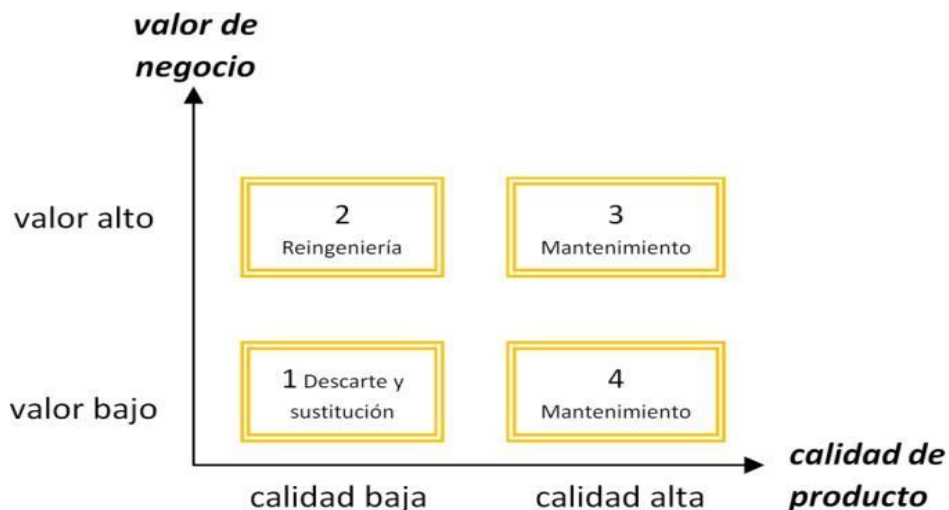 valor de
negocio
valor alto
2
Reingeniería
3
Mantenimiento
valor bajo
1 Descarte y
sustitución
4
Mantenimiento
calidad baja
calidad alta
calidad de
producto